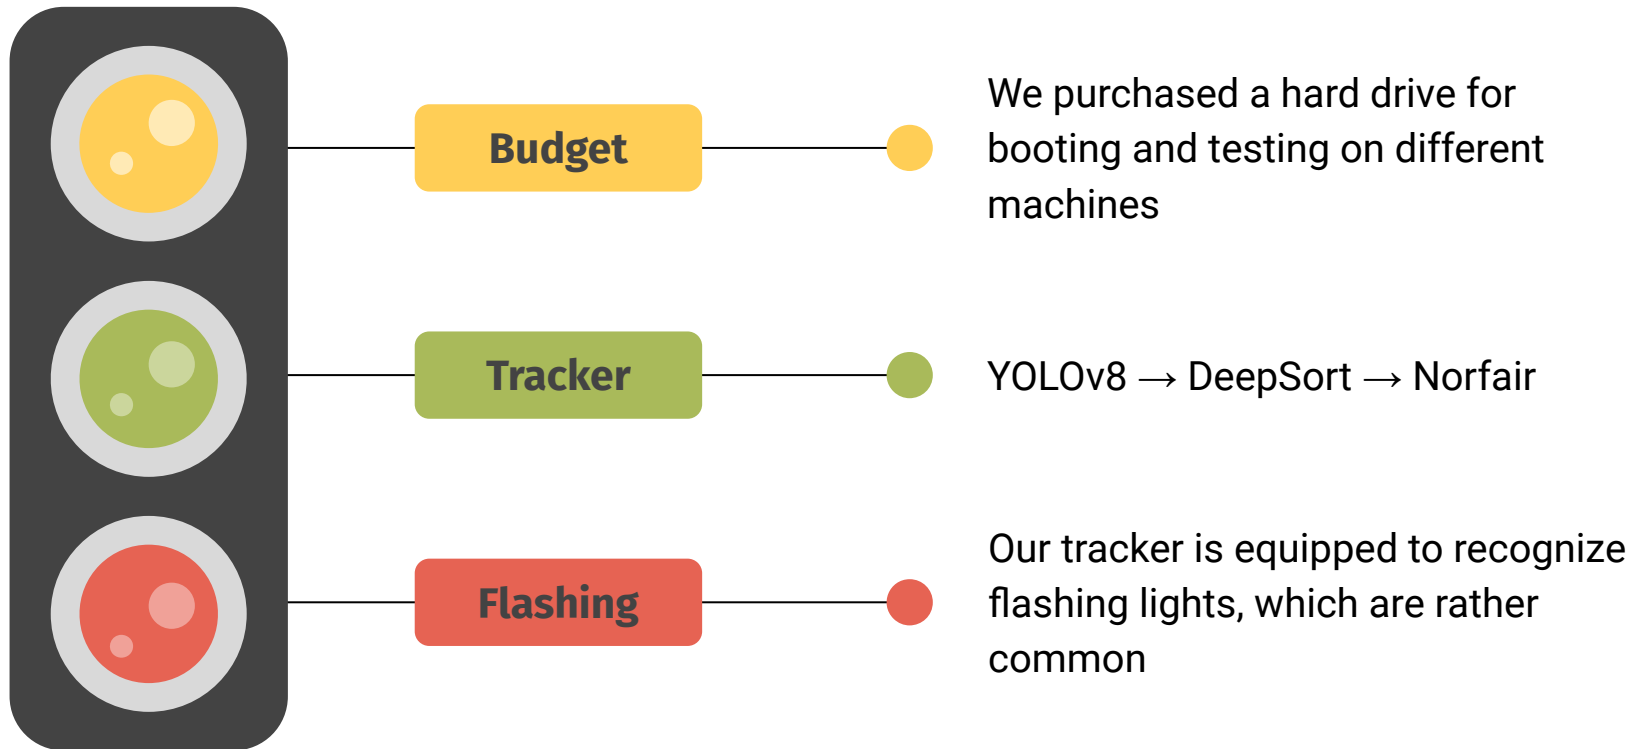 Budget
We purchased a hard drive for
booting and testing on different
machines
Tracker
YOLOv8 → DeepSort → Norfair
Flashing
Our tracker is equipped to recognize
flashing lights, which are rather
common